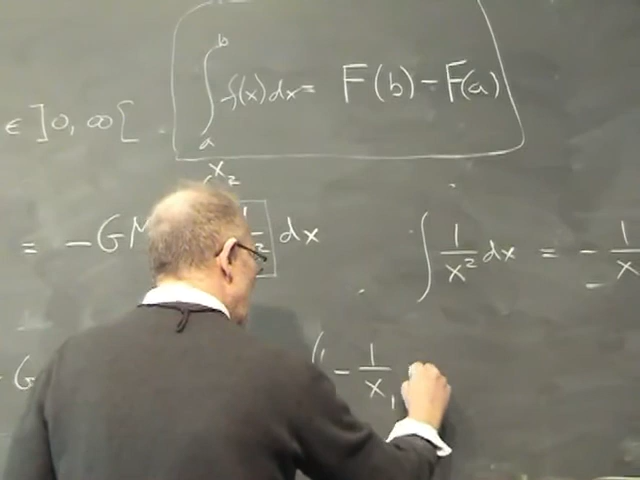 ∫ₐᵇ f(x)dx = F(b) - F(a)
∈ ]0, ∞[
x₂
= -GM dx
∫ 1/x² dx = - 1/x
- G (- 1/x₁